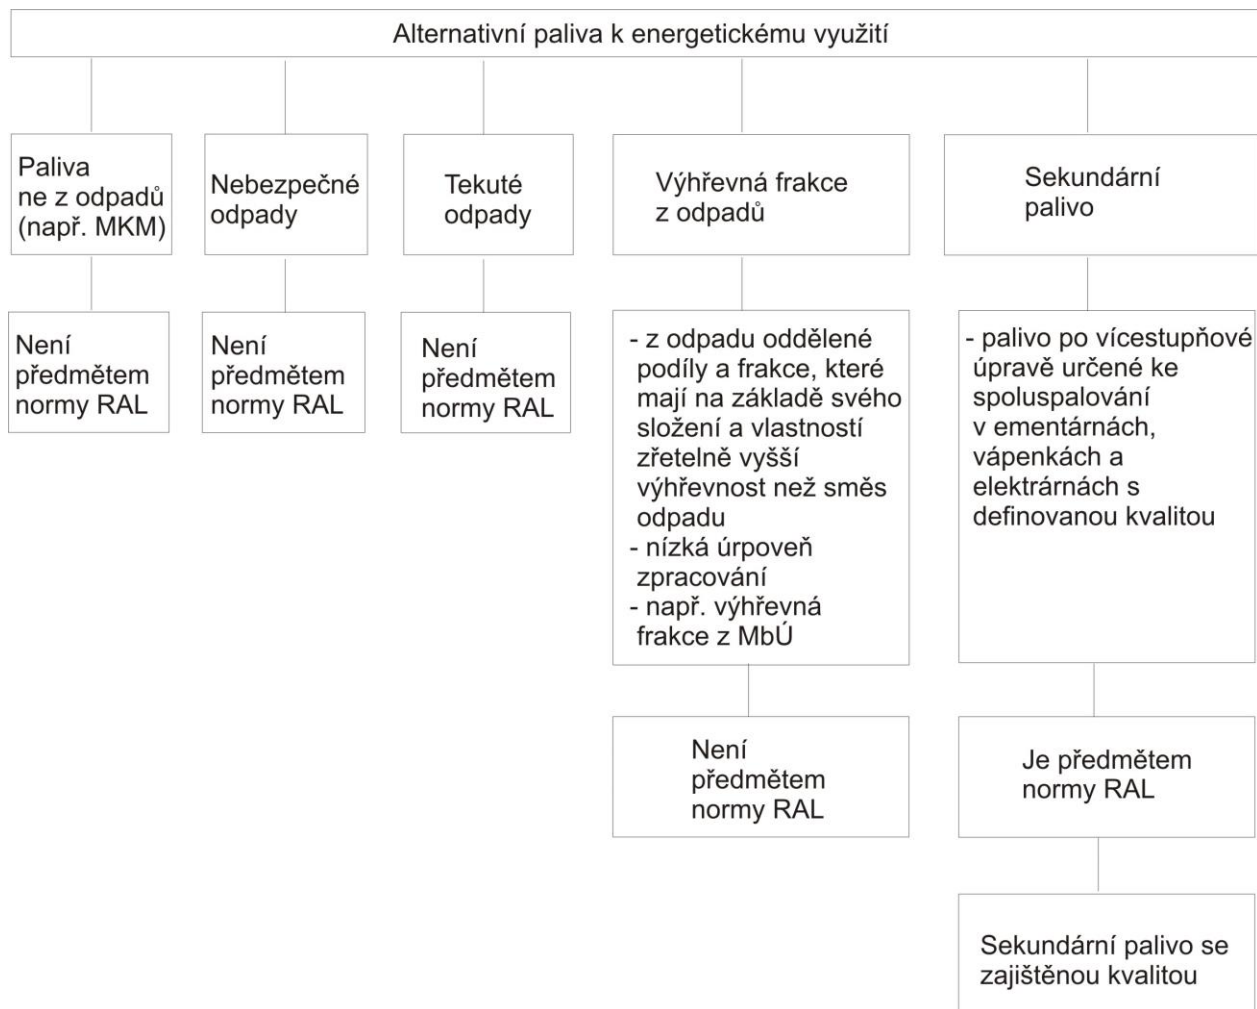 Alternativní paliva k energetickému využití
Paliva
ne z odpadů
(např. MKM)
Nebezpečné
odpady
Tekuté
odpady
Výhřevná frakce
z odpadů
Sekundární
palivo
Není
předmětem
normy RAL
Není
předmětem
normy RAL
Není
předmětem
normy RAL
- z odpadu oddělené
podíly a frakce, které
mají na základě svého
složení a vlastností
zřetelně vyšší
výhřevnost než směs
odpadu
- nízká úrpoveň
zpracování
- např. výhřevná
frakce z MbÚ
- palivo po vícestupňové
úpravě určené ke
spoluspalování
v ementárnách,
vápenkách a
elektrárnách s
definovanou kvalitou
Není
předmětem
normy RAL
Je předmětem
normy RAL
Sekundární palivo se
zajištěnou kvalitou